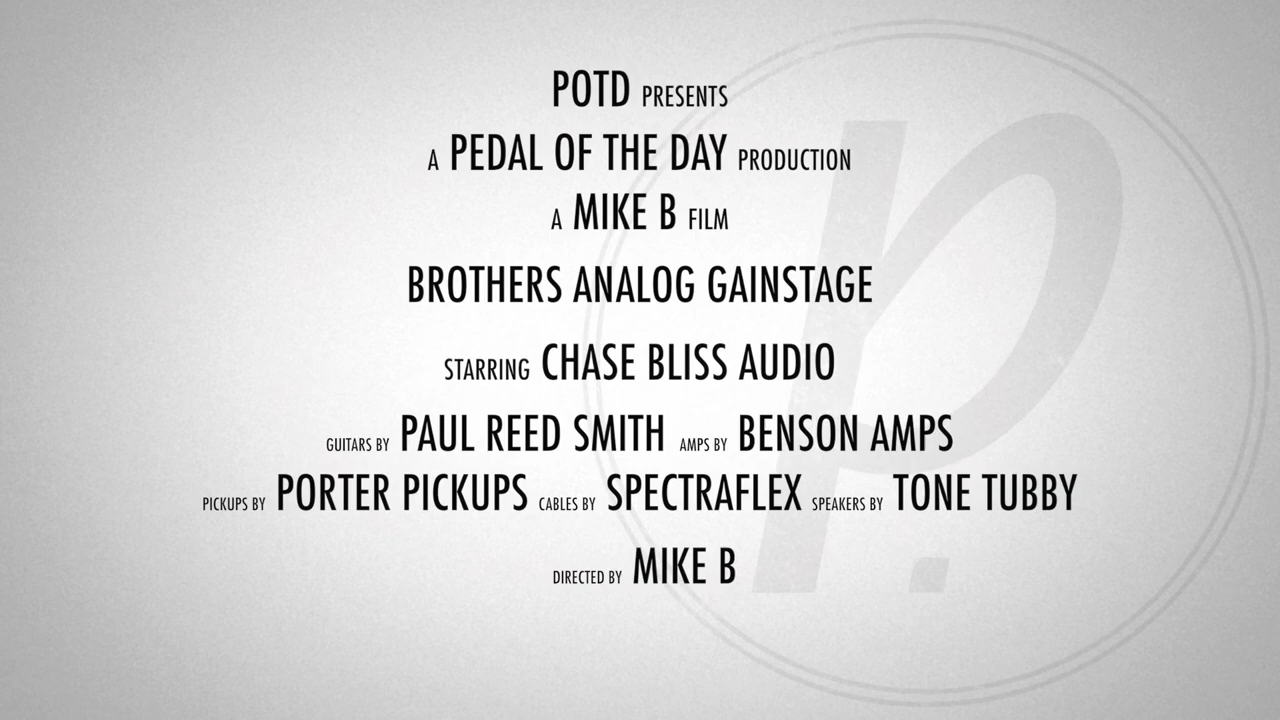 POTD PRESENTS
A PEDAL OF THE DAY PRODUCTION
A MIKE B FILM
BROTHERS ANALOG GAINSTAGE
STARRING CHASE BLISS AUDIO
GUITARS BY PAUL REED SMITH AMPS BY BENSON AMPS
PICKUPS BY PORTER PICKUPS CABLES BY SPECTRAFLEX SPEAKERS BY TONE TUBBY
DIRECTED BY MIKE B
p.